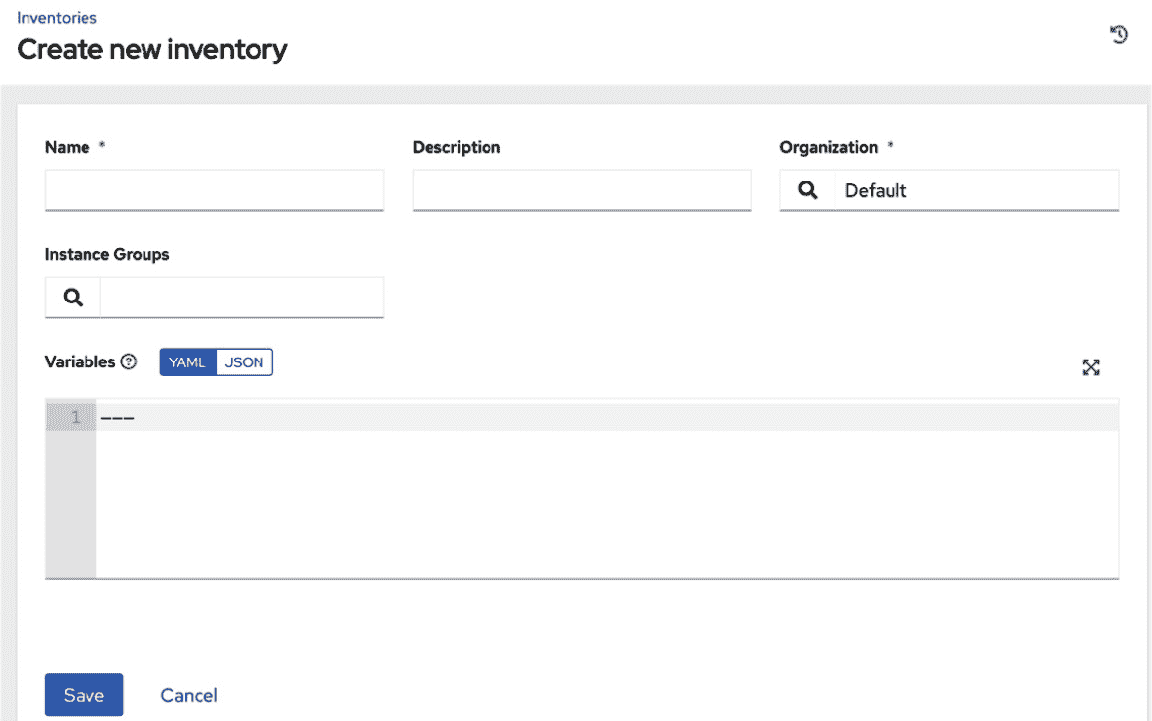 Inventories
Create new inventory
Name *
Description
Organization *
Default
Instance Groups
Variables
YAML
JSON
1 ---
Save
Cancel